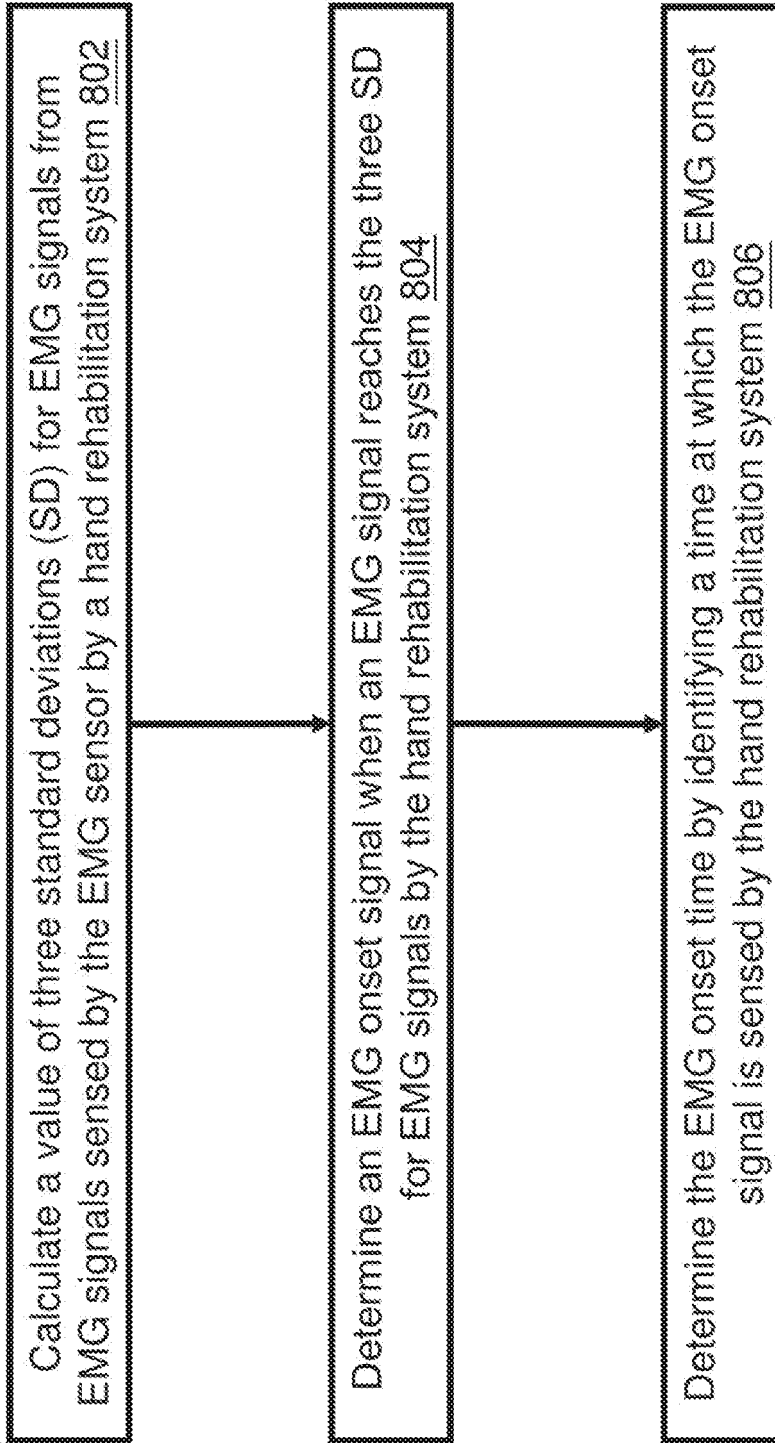 Calculate a value of three standard deviations (SD) for EMG signals from
EMG signals sensed by the EMG sensor by a hand rehabilitation system 802
Determine an EMG onset signal when an EMG signal reaches the three SD
for EMG signals by the hand rehabilitation system 804
Determine the EMG onset time by identifying a time at which the EMG onset
signal is sensed by the hand rehabilitation system 806